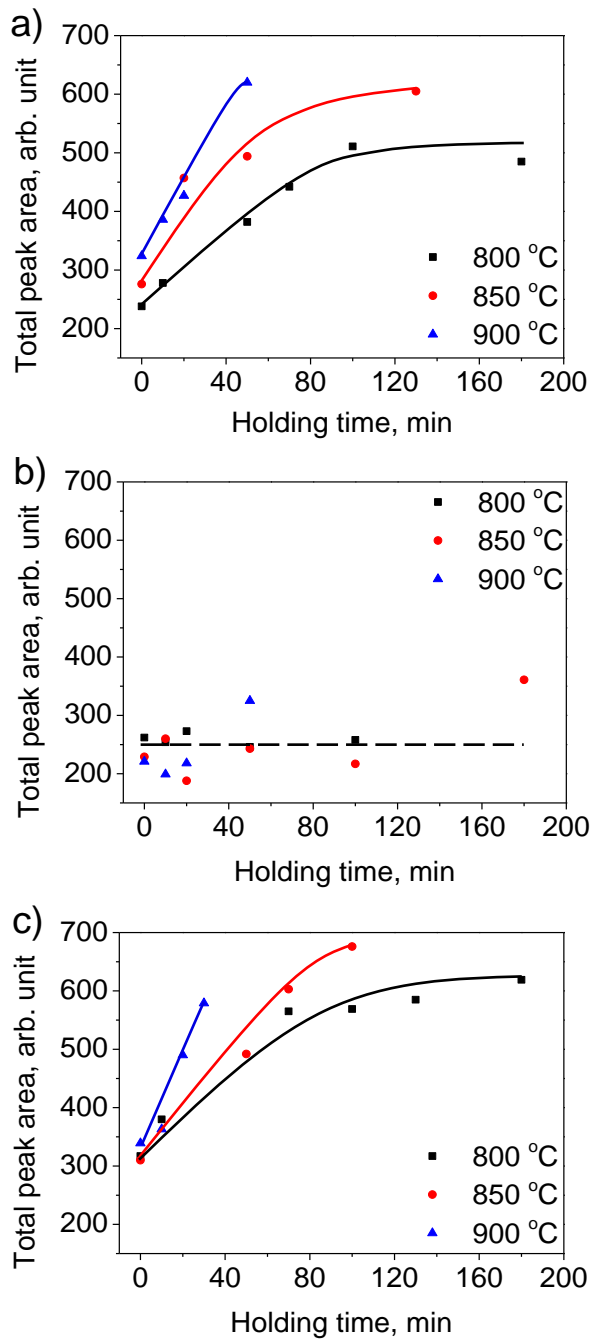 a)
700
600
500
400
300
200
Total peak area, arb. unit
800 °C
850 °C
900 °C
0 40 80 120 160 200
Holding time, min
b)
700
600
500
400
300
200
Total peak area, arb. unit
800 °C
850 °C
900 °C
0 40 80 120 160 200
Holding time, min
c)
700
600
500
400
300
200
Total peak area, arb. unit
800 °C
850 °C
900 °C
0 40 80 120 160 200
Holding time, min